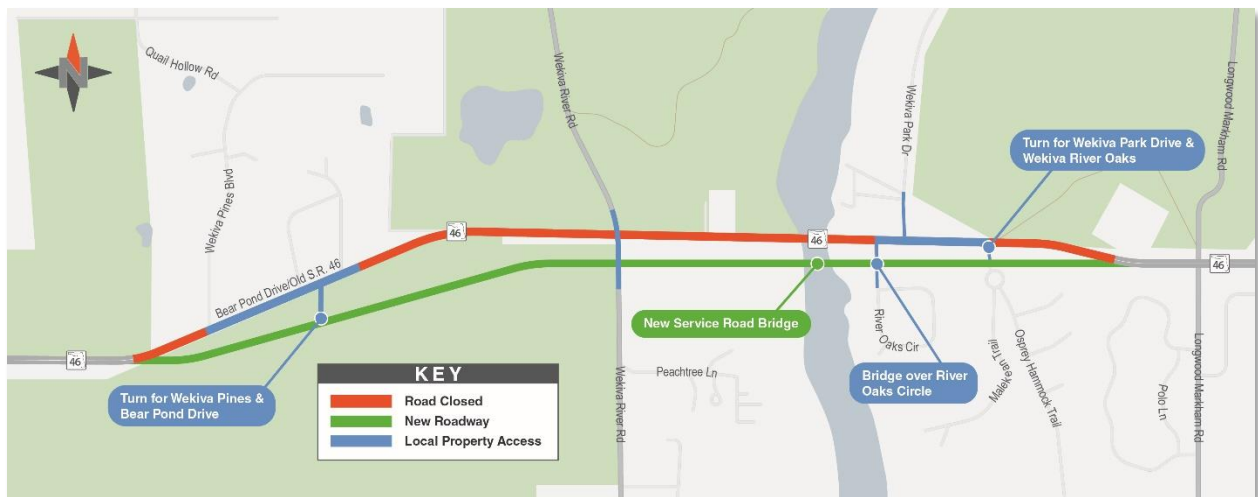 Quail Hollow Rd
Wekiva Pines Blvd
Bear Pond Drive/Old S.R. 46
46
46
46
46
Wekiva River Rd
Wekiva River Rd
Wekiva Park Dr
Longwood Markham Rd
Longwood Markham Rd
Turn for Wekiva Park Drive &
Wekiva River Oaks
New Service Road Bridge
River Oaks Cir
Bridge over River
Oaks Circle
Malekean Trail
Osprey Hammock Trail
Polo Ln
Peachtree Ln
Turn for Wekiva Pines &
Bear Pond Drive
KEY
Road Closed
New Roadway
Local Property Access